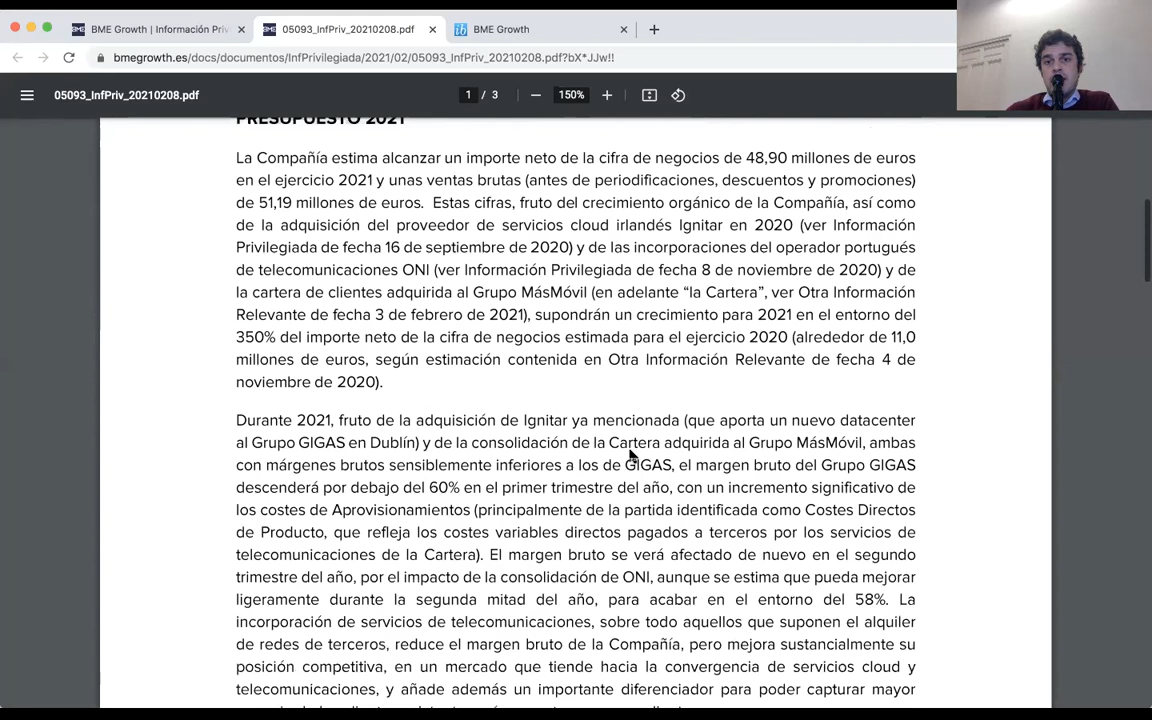 BME Growth | Información Priv
05093_InfPriv_20210208.pdf
BME Growth
bmegrowth.es/docs/documentos/InfPrivilegiada/2021/02/05093_InfPriv_20210208.pdf?bX*JJw!!
05093_InfPriv_20210208.pdf
1 / 3
150%
PRESUPUESTO 2021
La Compañía estima alcanzar un importe neto de la cifra de negocios de 48,90 millones de euros
en el ejercicio 2021 y unas ventas brutas (antes de periodificaciones, descuentos y promociones)
de 51,19 millones de euros. Estas cifras, fruto del crecimiento orgánico de la Compañía, así como
de la adquisición del proveedor de servicios cloud irlandés Ignitar en 2020 (ver Información
Privilegiada de fecha 16 de septiembre de 2020) y de las incorporaciones del operador portugués
de telecomunicaciones ONI (ver Información Privilegiada de fecha 8 de noviembre de 2020) y de
la cartera de clientes adquirida al Grupo MásMóvil (en adelante “la Cartera”, ver Otra Información
Relevante de fecha 3 de febrero de 2021), supondrán un crecimiento para 2021 en el entorno del
350% del importe neto de la cifra de negocios estimada para el ejercicio 2020 (alrededor de 11,0
millones de euros, según estimación contenida en Otra Información Relevante de fecha 4 de
noviembre de 2020).
Durante 2021, fruto de la adquisición de Ignitar ya mencionada (que aporta un nuevo datacenter
al Grupo GIGAS en Dublín) y de la consolidación de la Cartera adquirida al Grupo MásMóvil, ambas
con márgenes brutos sensiblemente inferiores a los de GIGAS, el margen bruto del Grupo GIGAS
descenderá por debajo del 60% en el primer trimestre del año, con un incremento significativo de
los costes de Aprovisionamientos (principalmente de la partida identificada como Costes Directos
de Producto, que refleja los costes variables directos pagados a terceros por los servicios de
telecomunicaciones de la Cartera). El margen bruto se verá afectado de nuevo en el segundo
trimestre del año, por el impacto de la consolidación de ONI, aunque se estima que pueda mejorar
ligeramente durante la segunda mitad del año, para acabar en el entorno del 58%. La
incorporación de servicios de telecomunicaciones, sobre todo aquellos que suponen el alquiler
de redes de terceros, reduce el margen bruto de la Compañía, pero mejora sustancialmente su
posición competitiva, en un mercado que tiende hacia la convergencia de servicios cloud y
telecomunicaciones, y añade además un importante diferenciador para poder capturar mayor